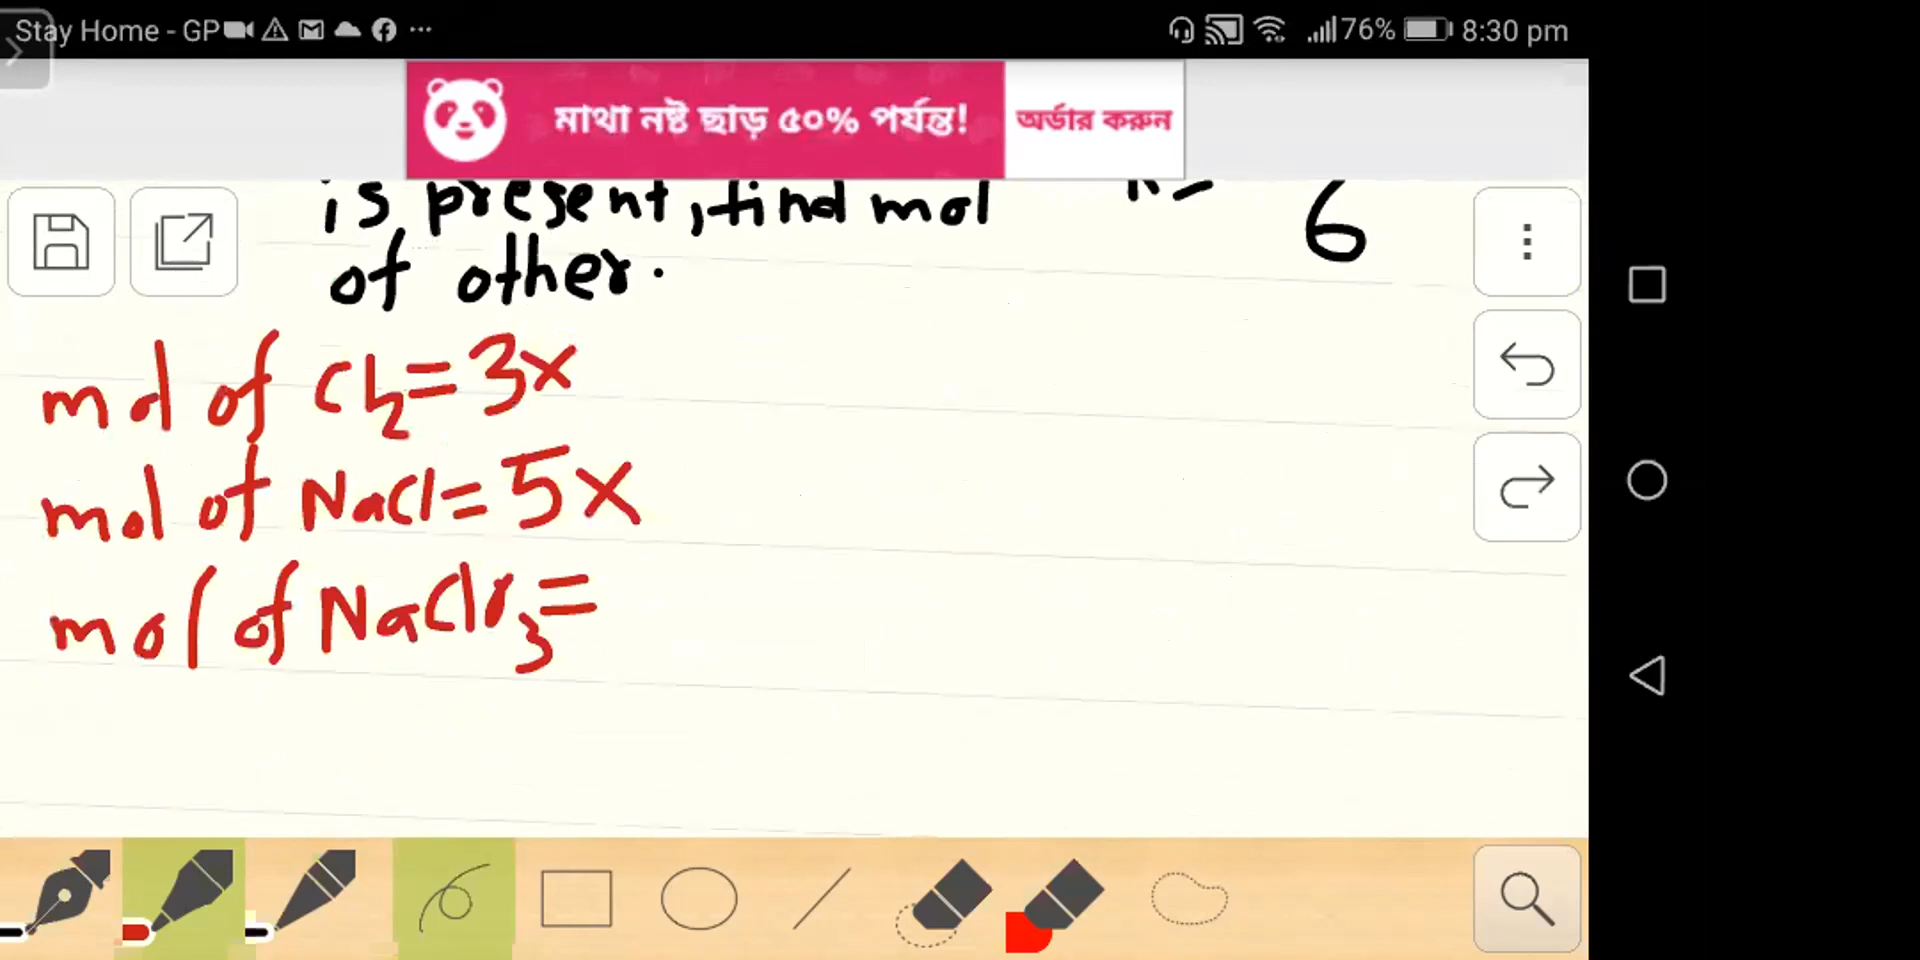 Stay Home - GP
76% 8:30 pm
মাথা নষ্ট ছাড় ৫০% পর্যন্ত!
অর্ডার করুন
is present, find mol
of other.
6
mol of Cl2 = 3x
mol of NaCl = 5x
mol of NaClO3 =